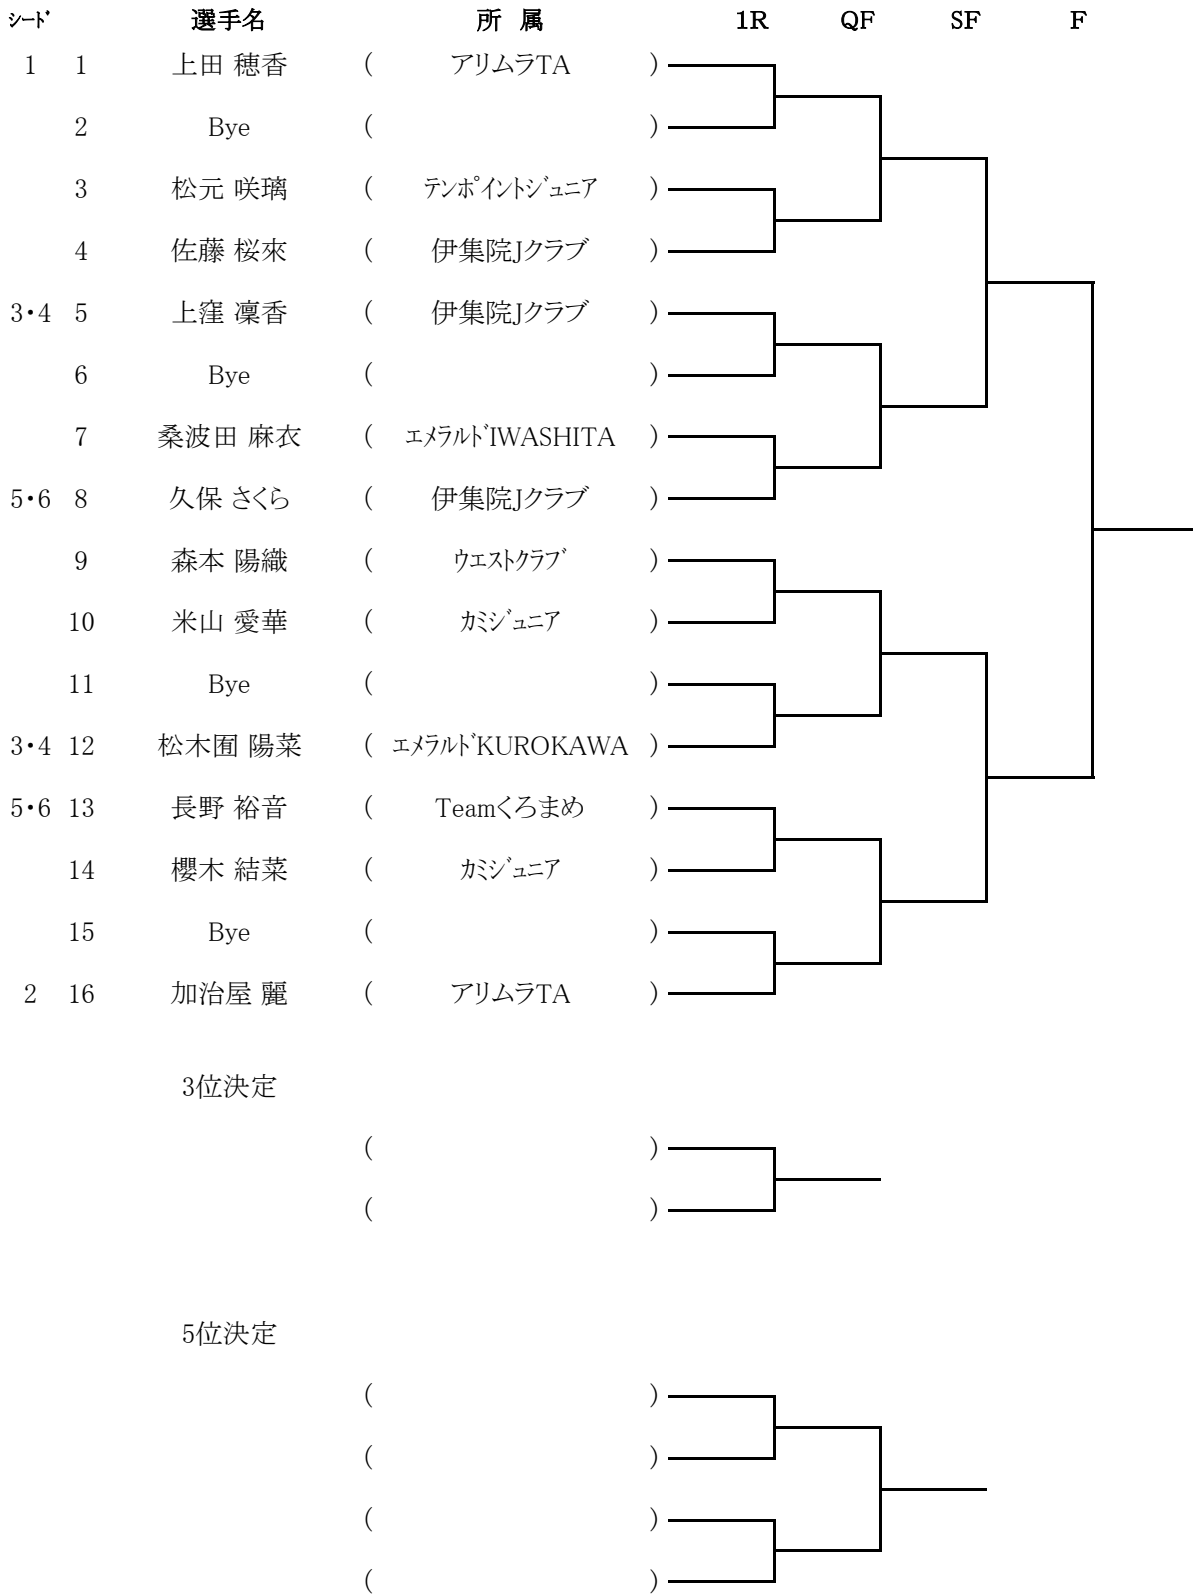 ｼｰﾄﾞ 選手名 所 属 1R QF SF F
1 1 上田 穂香 ( アリムラTA )
2 Bye ( )
3 松元 咲璃 ( テンポイントジュニア )
4 佐藤 桜來 ( 伊集院Jクラブ )
3・4 5 上窪 凜香 ( 伊集院Jクラブ )
6 Bye ( )
7 桑波田 麻衣 ( エメラルドIWASHITA )
5・6 8 久保 さくら ( 伊集院Jクラブ )
9 森本 陽織 ( ウエストクラブ )
10 米山 愛華 ( カミジュニア )
11 Bye ( )
3・4 12 松木囿 陽菜 ( エメラルドKUROKAWA )
5・6 13 長野 裕音 ( Teamくろまめ )
14 櫻木 結菜 ( カミジュニア )
15 Bye ( )
2 16 加治屋 麗 ( アリムラTA )
3位決定
( )
( )
5位決定
( )
( )
( )
( )